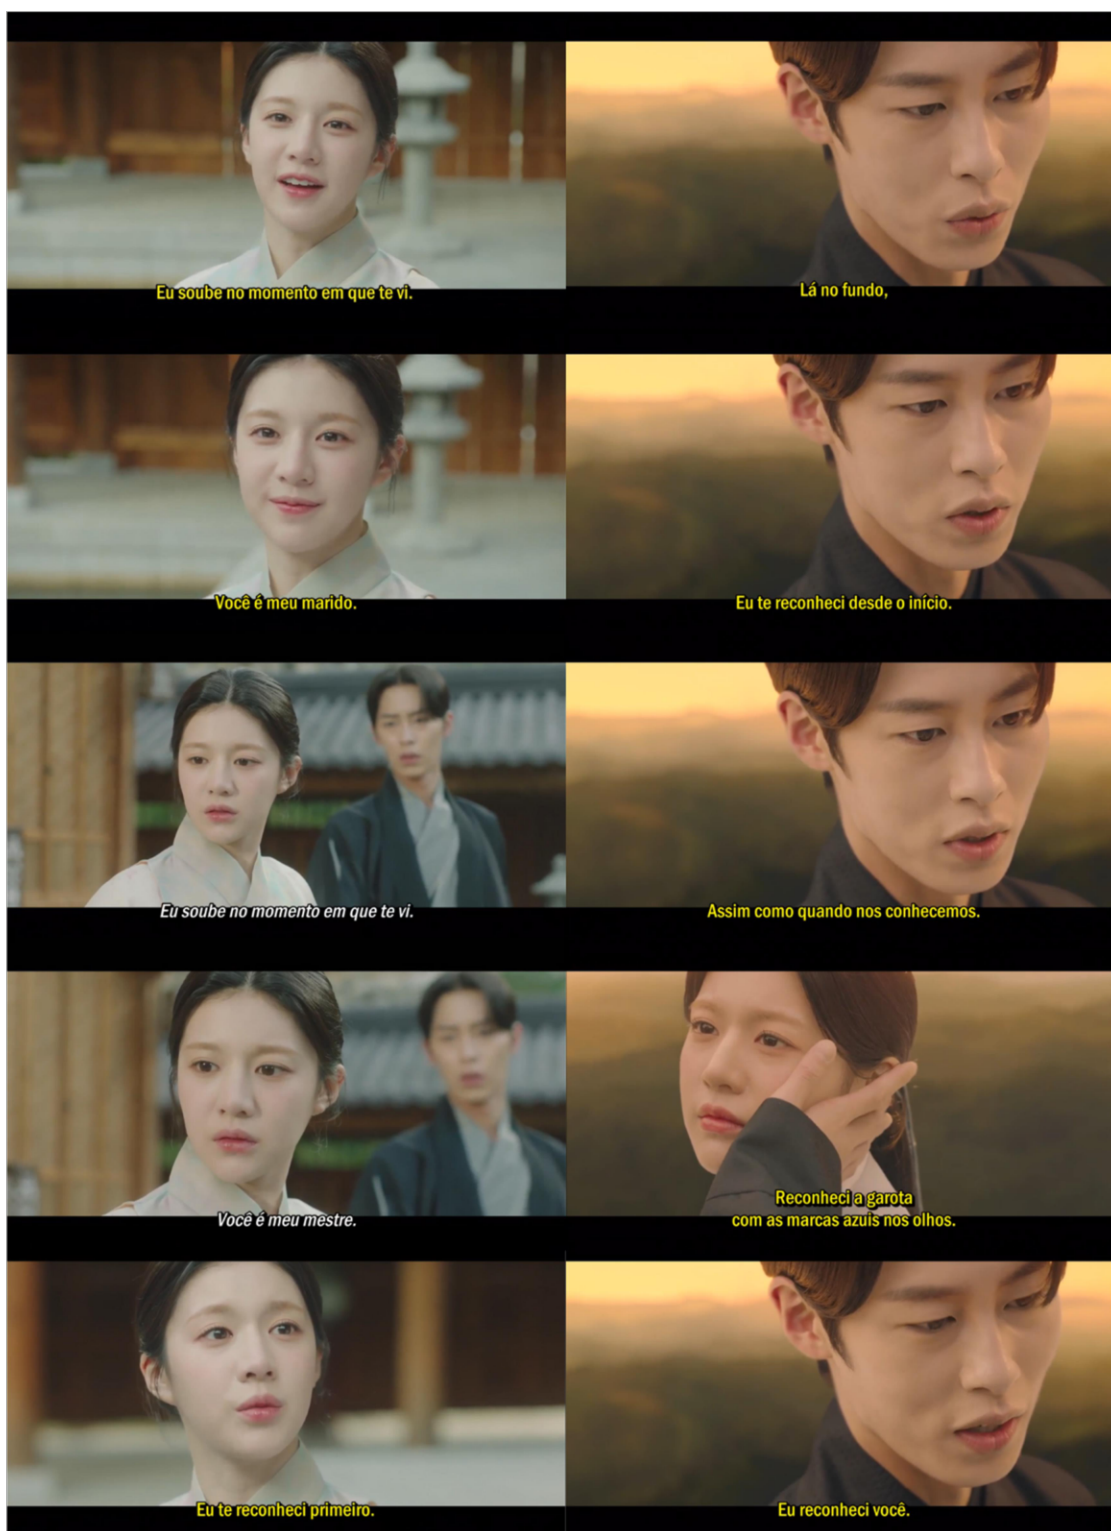 Eu soube no momento em que te vi.
Lá no fundo,
Você é meu marido.
Eu te reconheci desde o início.
Eu soube no momento em que te vi.
Assim como quando nos conhecemos.
Você é meu mestre.
Reconheci a garota
com as marcas azuis nos olhos.
Eu te reconheci primeiro.
Eu reconheci você.